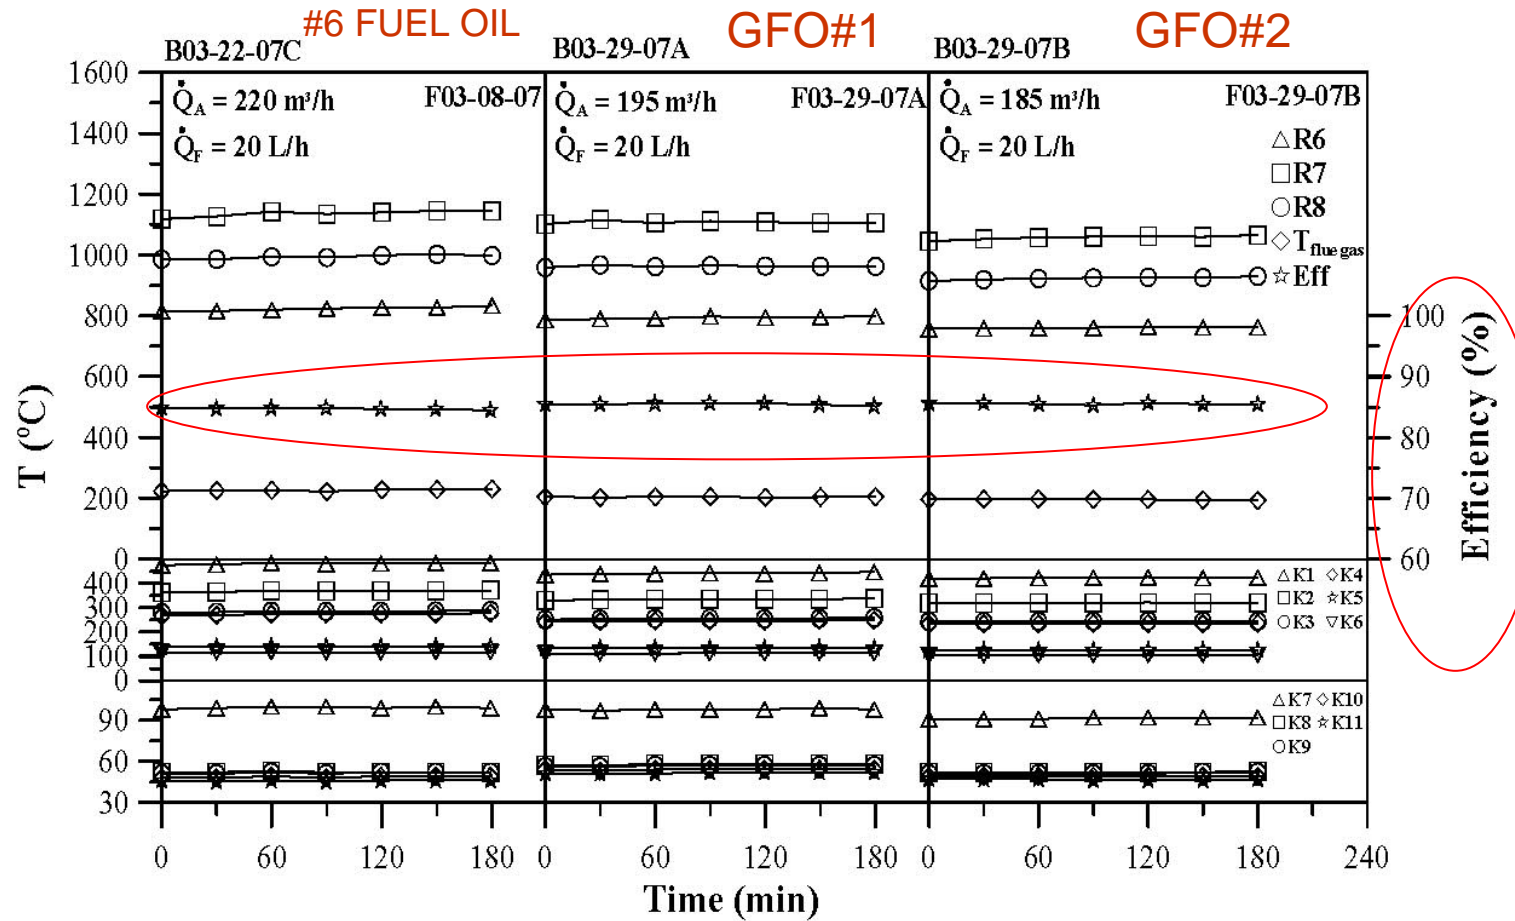 #6 FUEL OIL GFO#1 GFO#2
B03-22-07C B03-29-07A B03-29-07B
1600
Q̇A = 220 m³/h F03-08-07 Q̇A = 195 m³/h F03-29-07A Q̇A = 185 m³/h F03-29-07B
1400
Q̇F = 20 L/h Q̇F = 20 L/h Q̇F = 20 L/h
△R6
□R7
1200
○R8
1000
◇Tflue gas
☆Eff
800 100
600 90
400 80
200 70
0 60
T (ºC)
Efficiency (%)
400
300
200
100
0
△K1 ◇K4
□K2 ☆K5
○K3 ▽K6
90
60
30
△K7 ◇K10
□K8 ☆K11
○K9
0 60 120 180 0 60 120 180 0 60 120 180 240
Time (min)